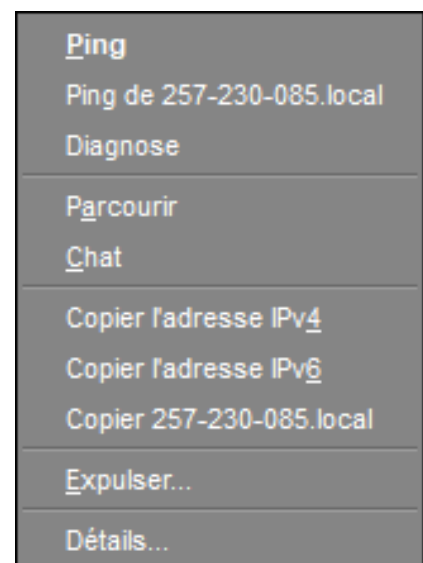 Ping
Ping de 257-230-085.local
Diagnose
Parcourir
Chat
Copier l'adresse IPv4
Copier l'adresse IPv6
Copier 257-230-085.local
Expulser...
Détails...